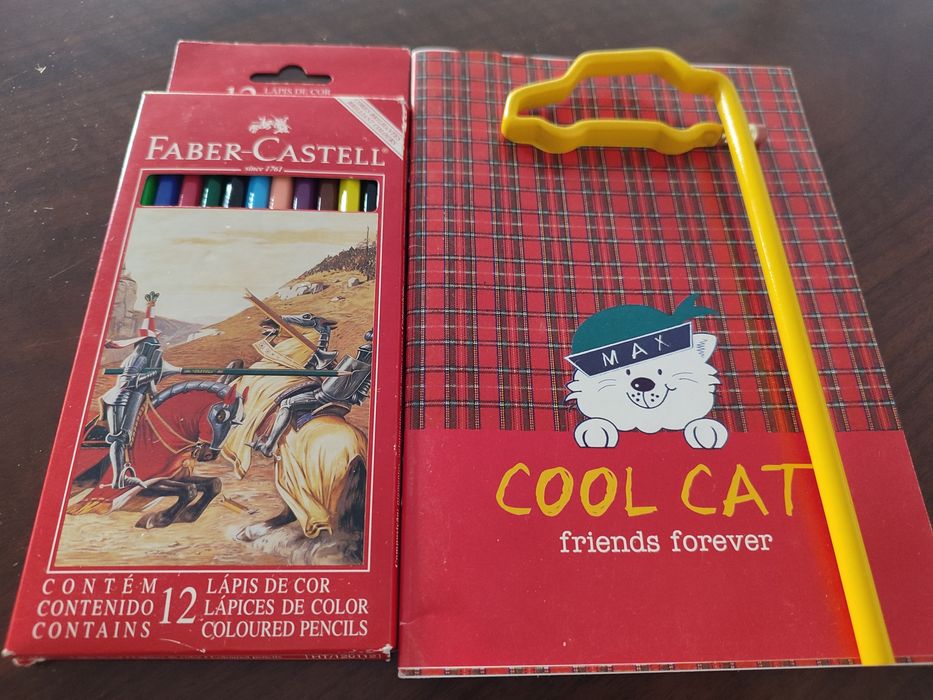 LÁPIS DE COR
FABER-CASTELL®
since 1761
CONTÉM
CONTENIDO
CONTAINS
12
LÁPIS DE COR
LÁPICES DE COLOR
COLOURED PENCILS
MAX
COOL CAT
friends forever